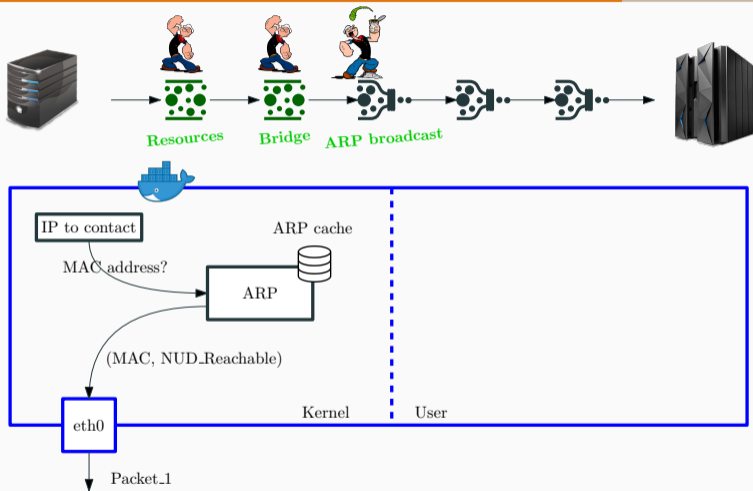 Resources
Bridge
ARP broadcast
IP to contact
ARP cache
MAC address?
ARP
(MAC, NUD_Reachable)
Kernel
User
eth0
Packet_1